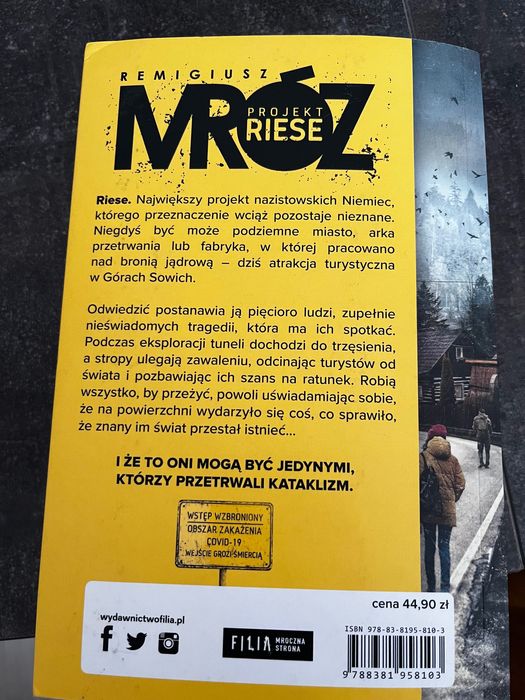 REMIGIUSZ
MRÓZ
PROJEKT
RIESE
Riese. Największy projekt nazistowskich Niemiec,
którego przeznaczenie wciąż pozostaje nieznane.
Niegdyś być może podziemne miasto, arka
przetrwania lub fabryka, w której pracowano
nad bronią jądrową – dziś atrakcja turystyczna
w Górach Sowich.
Odwiedzić postanawia ją pięcioro ludzi, zupełnie
nieświadomych tragedii, która ma ich spotkać.
Podczas eksploracji tuneli dochodzi do trzęsienia,
a stropy ulegają zawaleniu, odcinając turystów od
świata i pozbawiając ich szans na ratunek. Robią
wszystko, by przeżyć, powoli uświadamiając sobie,
że na powierzchni wydarzyło się coś, co sprawiło,
że znany im świat przestał istnieć...
I ŻE TO ONI MOGĄ BYĆ JEDYNYMI,
KTÓRZY PRZETRWALI KATAKLIZM.
WSTĘP WZBRONIONY
OBSZAR ZAKAŻENIA
COVID-19
WEJŚCIE GROZI ŚMIERCIĄ
cena 44,90 zł
wydawnictwofilia.pl
FILIA
MROCZNA
STRONA
ISBN 978-83-8195-810-3
9 788381 958103